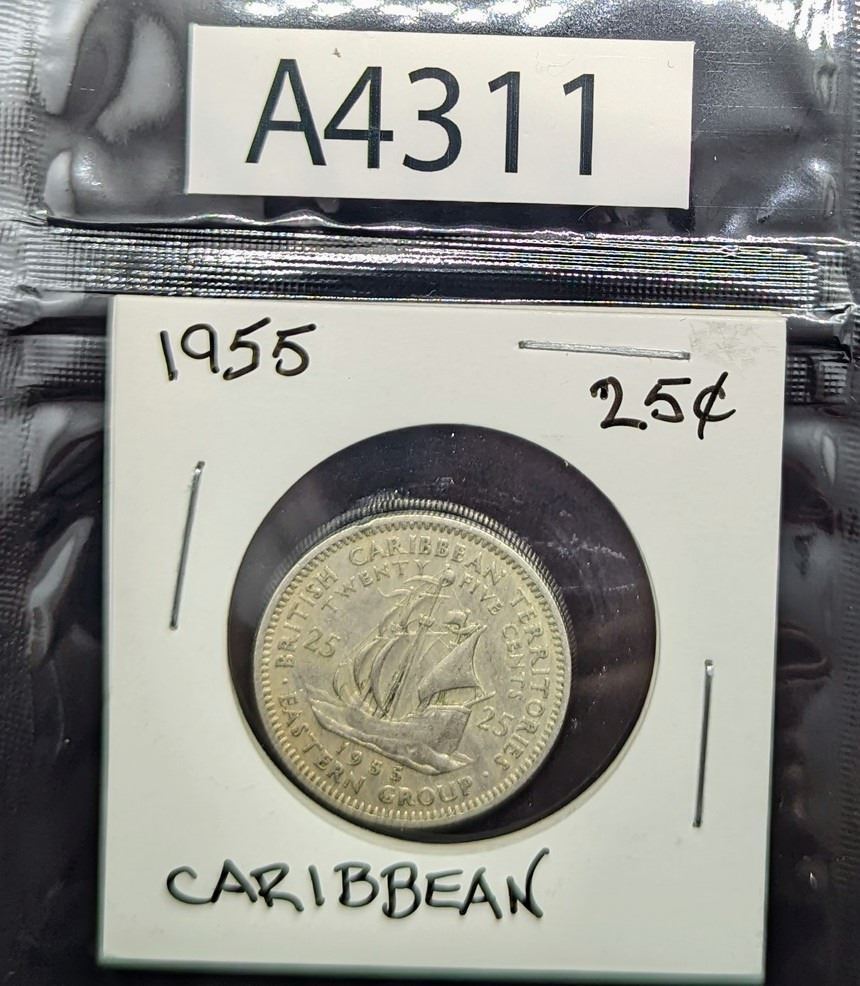 A4311
1955
25¢
BRITISH CARIBBEAN TERRITORIES
TWENTY FIVE CENTS
25
25
1955
· EASTERN GROUP ·
CARIBBEAN